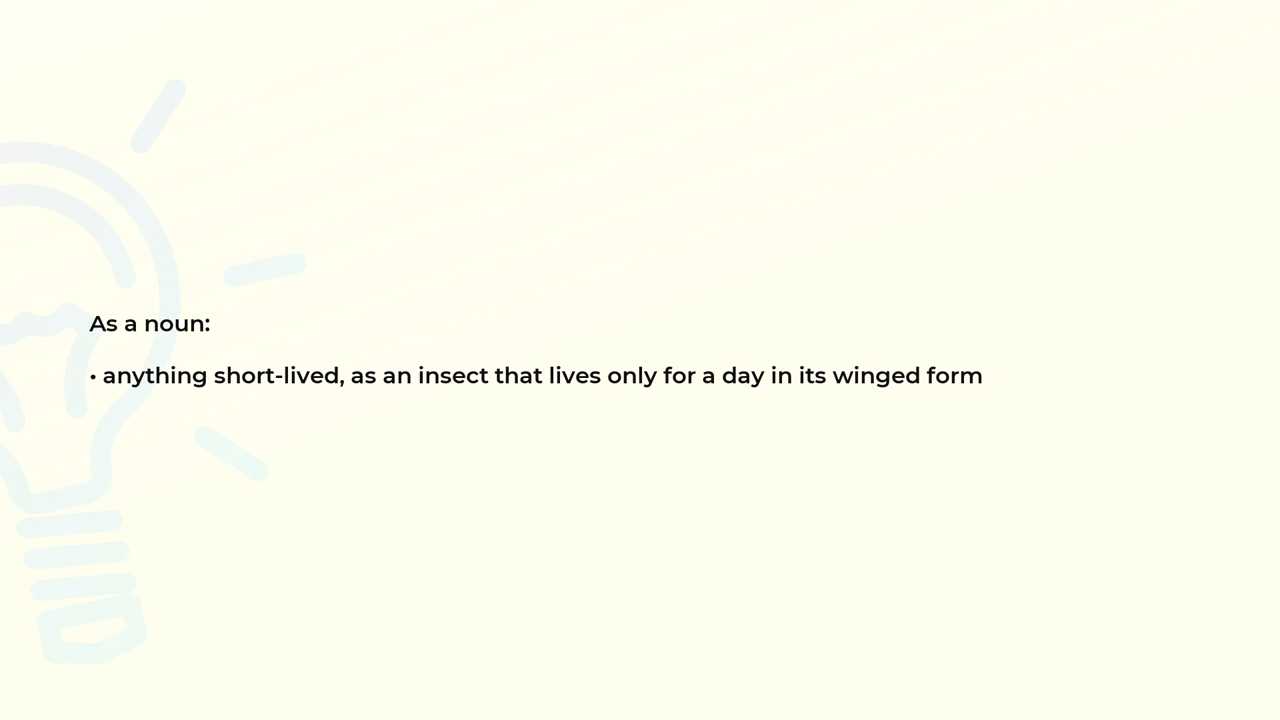 As a noun:
• anything short-lived, as an insect that lives only for a day in its winged form